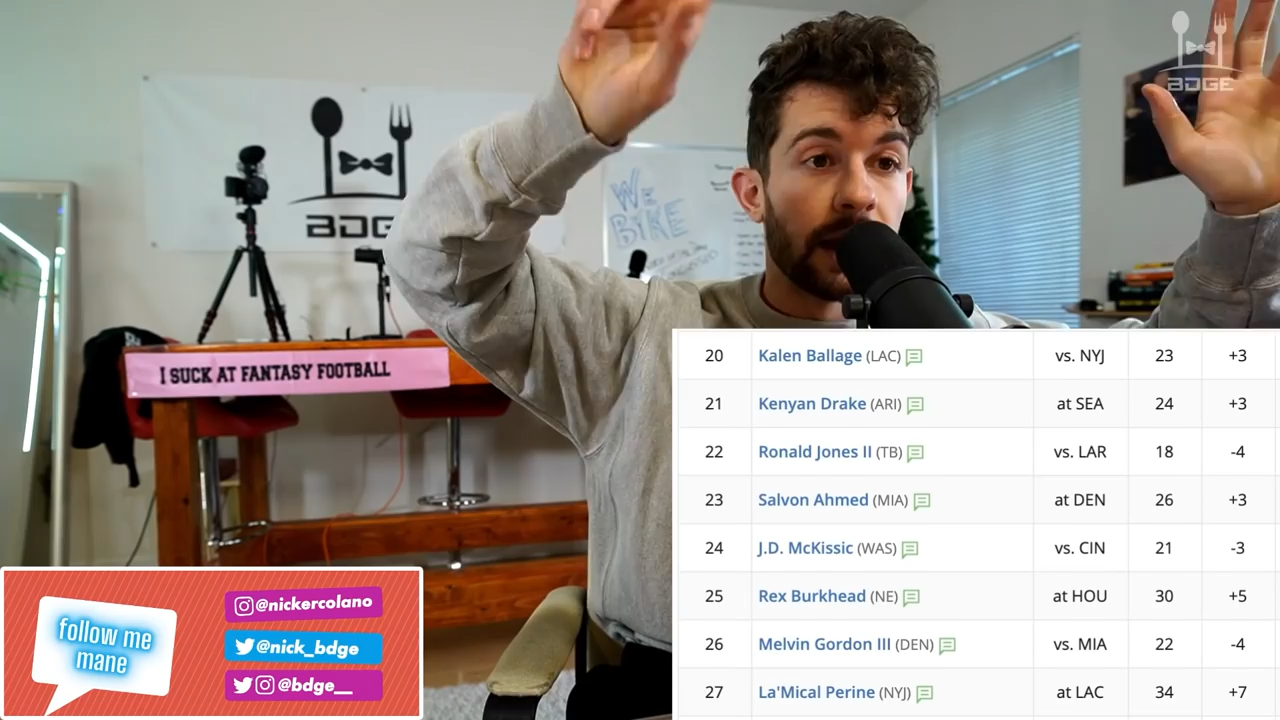 BDGE
BDG
WE
BIKE
I SUCK AT FANTASY FOOTBALL
20 Kalen Ballage (LAC) vs. NYJ 23 +3
21 Kenyan Drake (ARI) at SEA 24 +3
22 Ronald Jones II (TB) vs. LAR 18 -4
23 Salvon Ahmed (MIA) at DEN 26 +3
24 J.D. McKissic (WAS) vs. CIN 21 -3
25 Rex Burkhead (NE) at HOU 30 +5
26 Melvin Gordon III (DEN) vs. MIA 22 -4
27 La'Mical Perine (NYJ) at LAC 34 +7
follow me
mane
@nickercolano
@nick_bdge
@bdge__